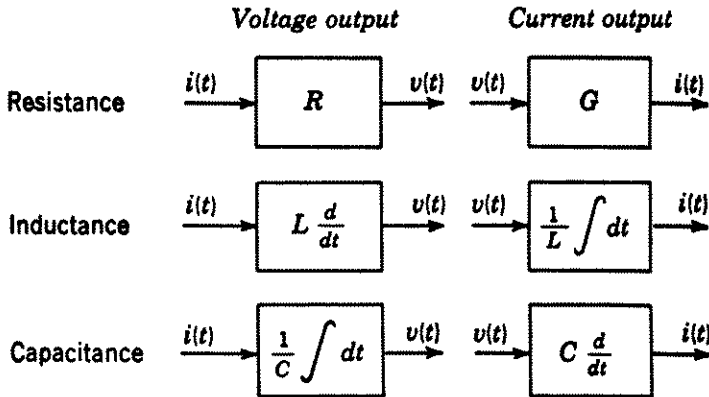 Voltage output Current output
Resistance i(t) R v(t) v(t) G i(t)
Inductance i(t) L d/dt v(t) v(t) 1/L ∫ dt i(t)
Capacitance i(t) 1/C ∫ dt v(t) v(t) C d/dt i(t)